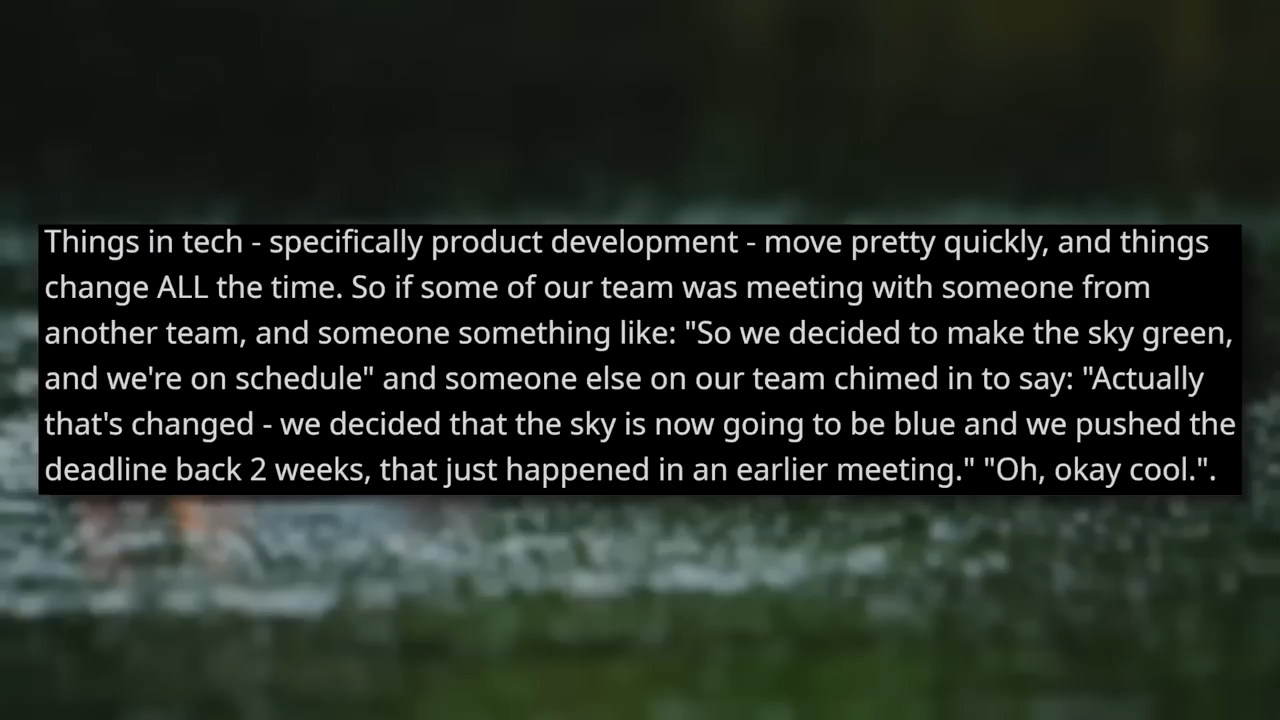 Things in tech - specifically product development - move pretty quickly, and things
change ALL the time. So if some of our team was meeting with someone from
another team, and someone something like: "So we decided to make the sky green,
and we're on schedule" and someone else on our team chimed in to say: "Actually
that's changed - we decided that the sky is now going to be blue and we pushed the
deadline back 2 weeks, that just happened in an earlier meeting." "Oh, okay cool.".